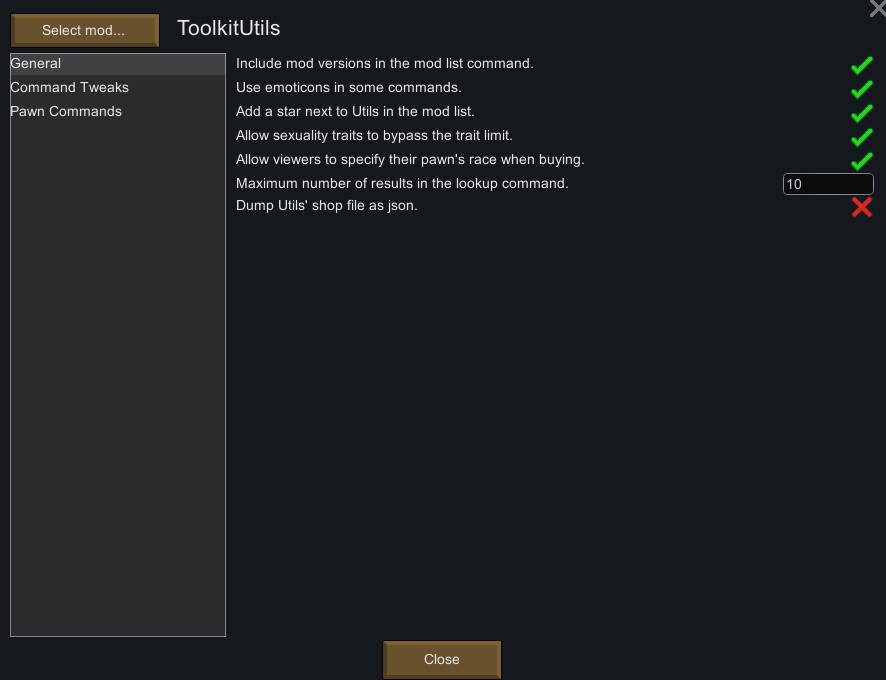 Select mod...
ToolkitUtils
General
Command Tweaks
Pawn Commands
Include mod versions in the mod list command.
Use emoticons in some commands.
Add a star next to Utils in the mod list.
Allow sexuality traits to bypass the trait limit.
Allow viewers to specify their pawn's race when buying.
Maximum number of results in the lookup command.
10
Dump Utils' shop file as json.
Close